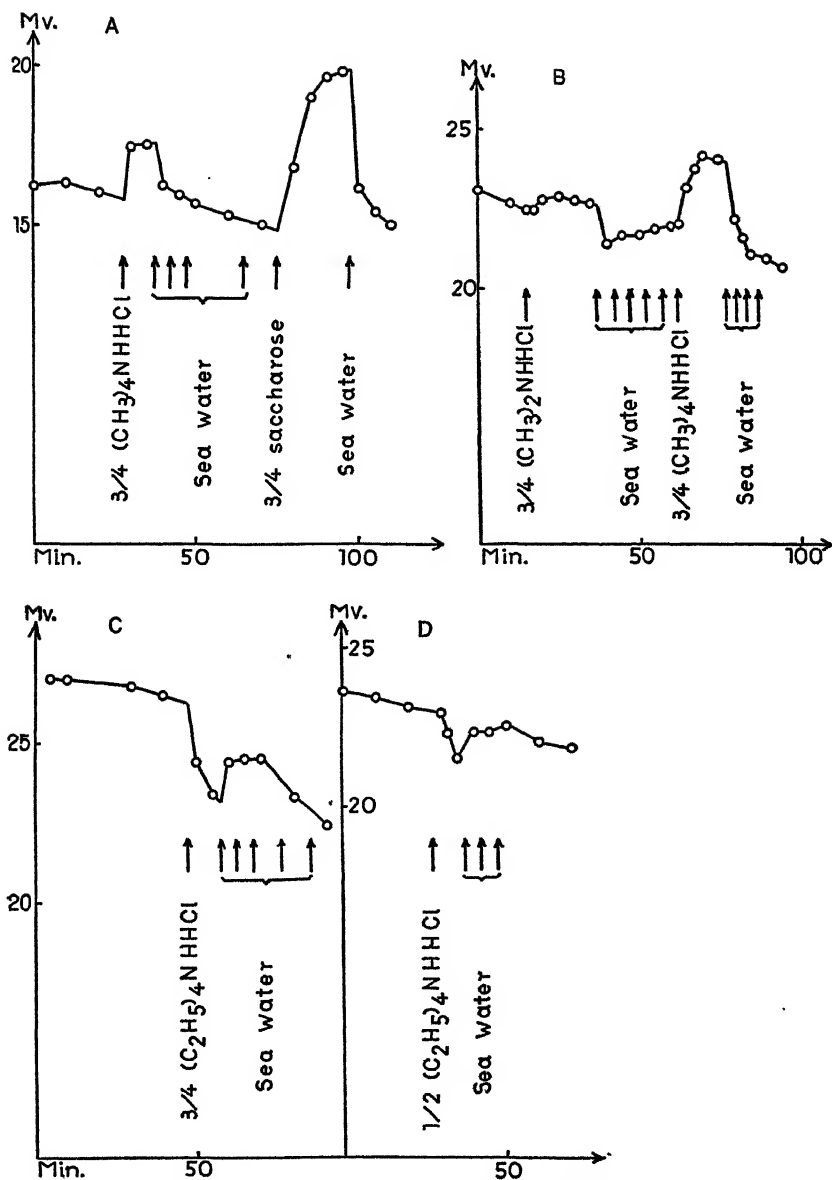 Mv.
A
20
15
3/4 (CH3)4NHHCl
Sea water
3/4 saccharose
Sea water
Min.
50
100
Mv.
B
25
20
3/4 (CH3)2NHHCl
Sea water
3/4 (CH3)4NHHCl
Sea water
50
100
Mv.
C
25
20
3/4 (C2H5)4NHHCl
Sea water
Min.
50
Mv.
D
25
20
1/2 (C2H5)4NHHCl
Sea water
50